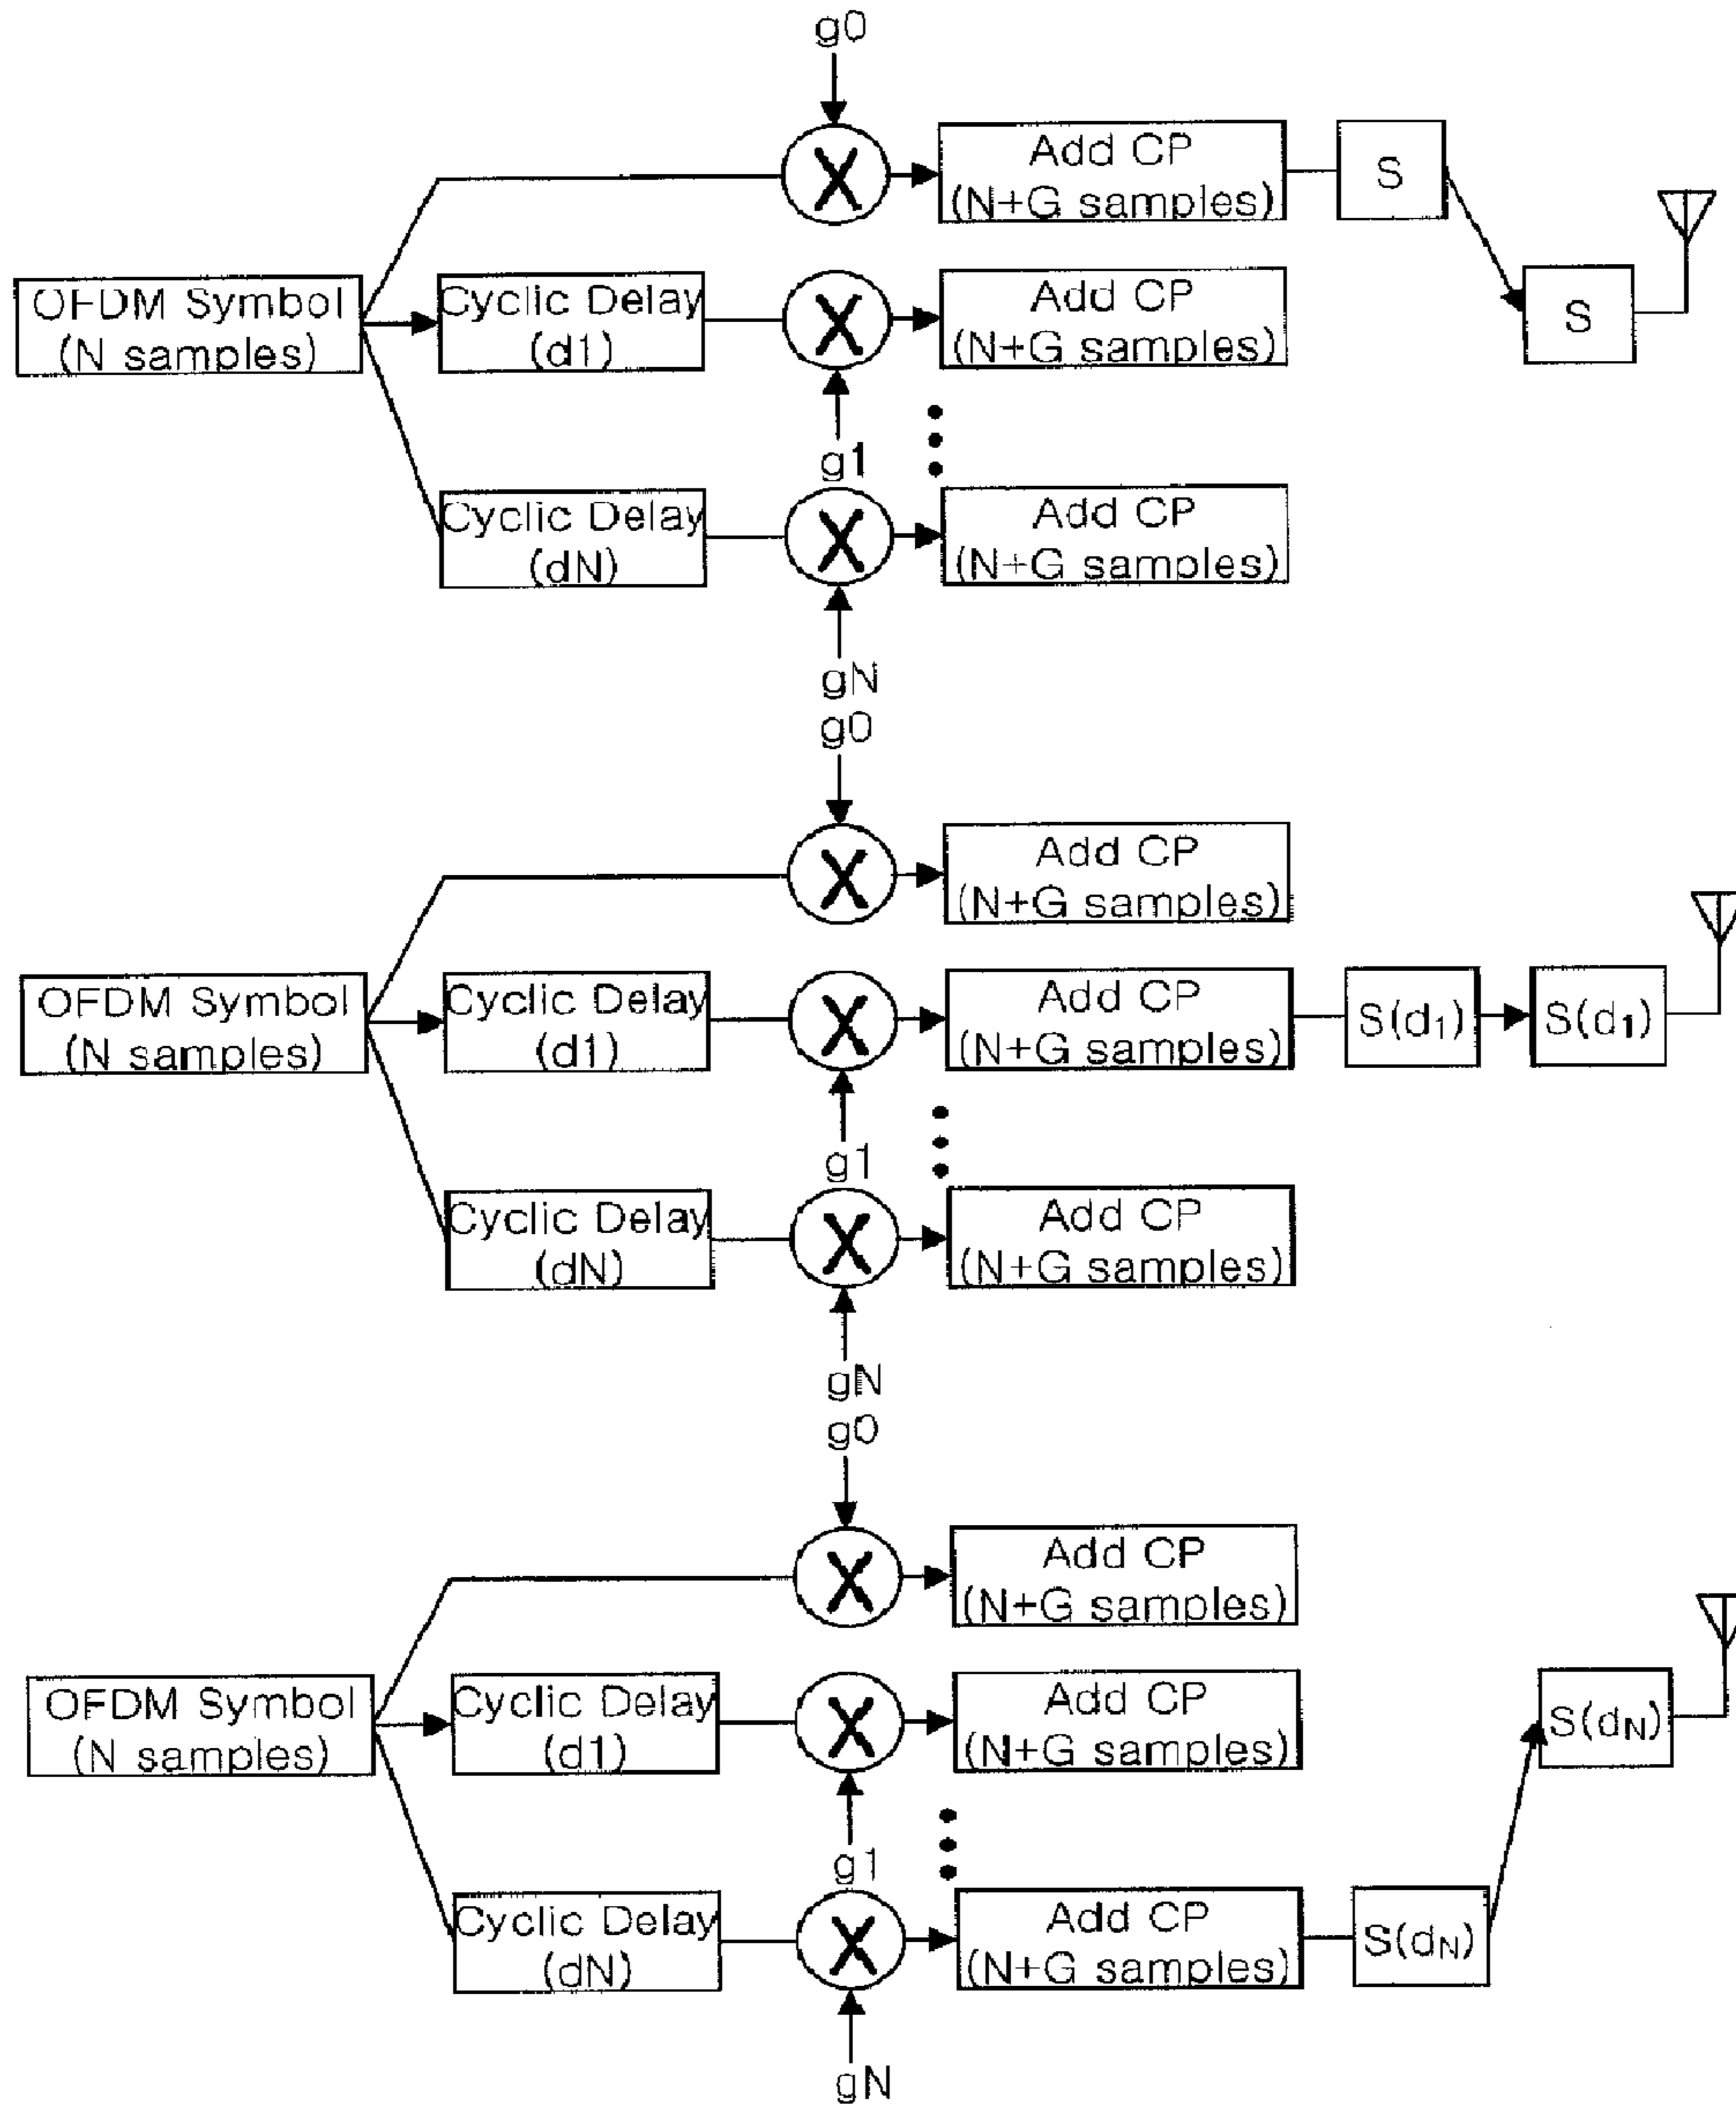 g0
Add CP
(N+G samples)
S
OFDM Symbol
(N samples)
Cyclic Delay
(d1)
X
X
Add CP
(N+G samples)
S
g1
Cyclic Delay
(dN)
X
Add CP
(N+G samples)
gN
g0
X
Add CP
(N+G samples)
OFDM Symbol
(N samples)
Cyclic Delay
(d1)
X
Add CP
(N+G samples)
S(d1)
S(d1)
g1
Cyclic Delay
(dN)
X
Add CP
(N+G samples)
gN
g0
X
Add CP
(N+G samples)
OFDM Symbol
(N samples)
Cyclic Delay
(d1)
X
Add CP
(N+G samples)
S(dN)
g1
Cyclic Delay
(dN)
X
Add CP
(N+G samples)
S(dN)
gN